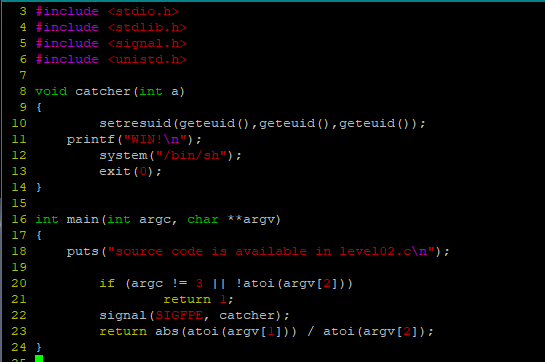 3 #include <stdio.h>
4 #include <stdlib.h>
5 #include <signal.h>
6 #include <unistd.h>
7
8 void catcher(int a)
9 {
10         setresuid(geteuid(),geteuid(),geteuid());
11     printf("WIN!\n");
12         system("/bin/sh");
13         exit(0);
14 }
15
16 int main(int argc, char **argv)
17 {
18     puts("source code is available in level02.c\n");
19
20         if (argc != 3 || !atoi(argv[2]))
21                 return 1;
22         signal(SIGFPE, catcher);
23         return abs(atoi(argv[1])) / atoi(argv[2]);
24 }